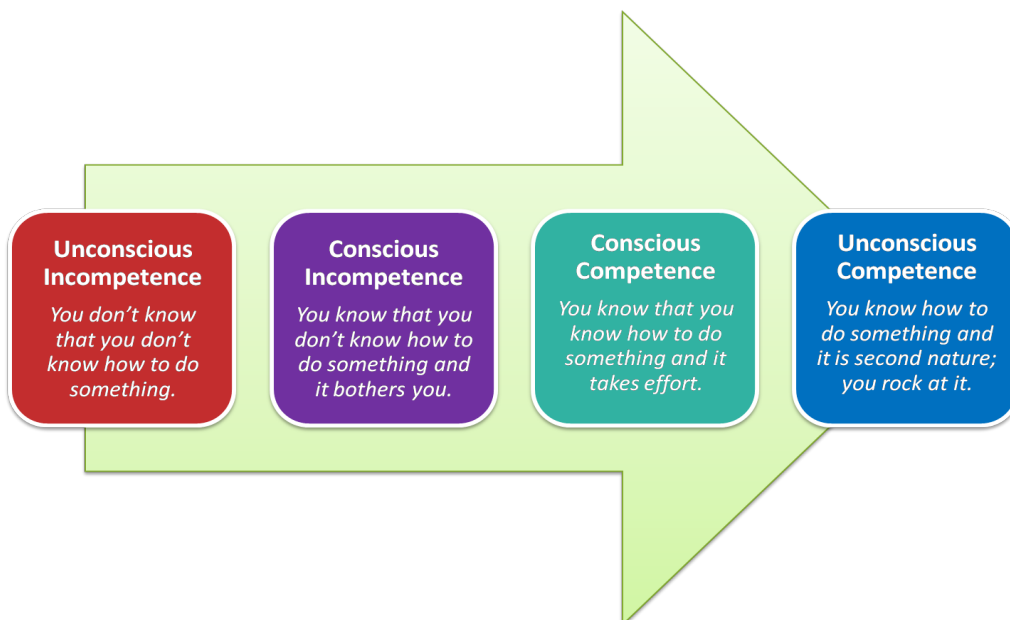 Unconscious
Incompetence
You don’t know
that you don’t
know how to do
something.
Conscious
Incompetence
You know that you
don’t know how to
do something and
it bothers you.
Conscious
Competence
You know that you
know how to do
something and it
takes effort.
Unconscious
Competence
You know how to
do something and
it is second nature;
you rock at it.